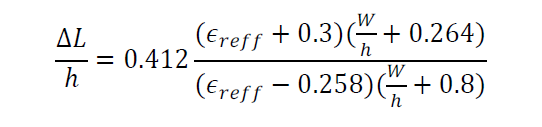 ΔL/h = 0.412 (ϵ_reff + 0.3)(W/h + 0.264) / (ϵ_reff − 0.258)(W/h + 0.8)